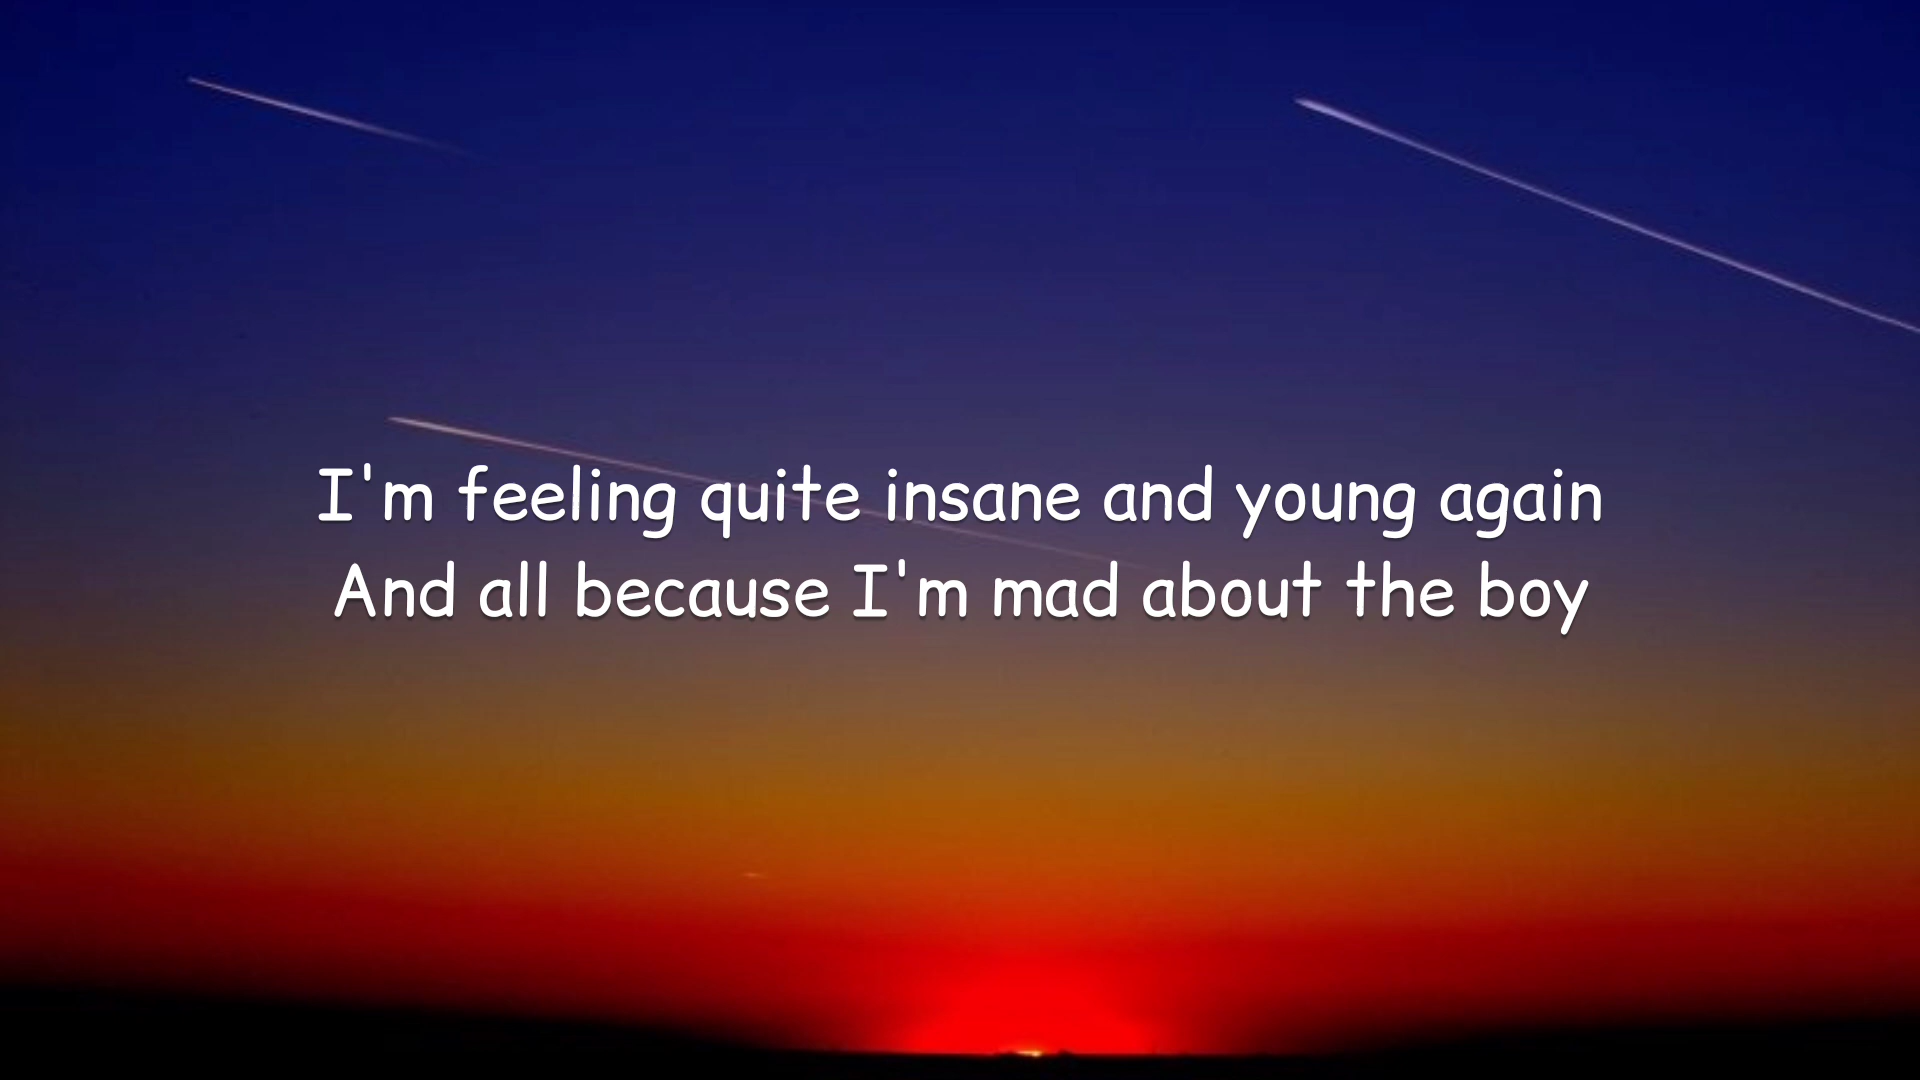 I'm feeling quite insane and young again
And all because I'm mad about the boy